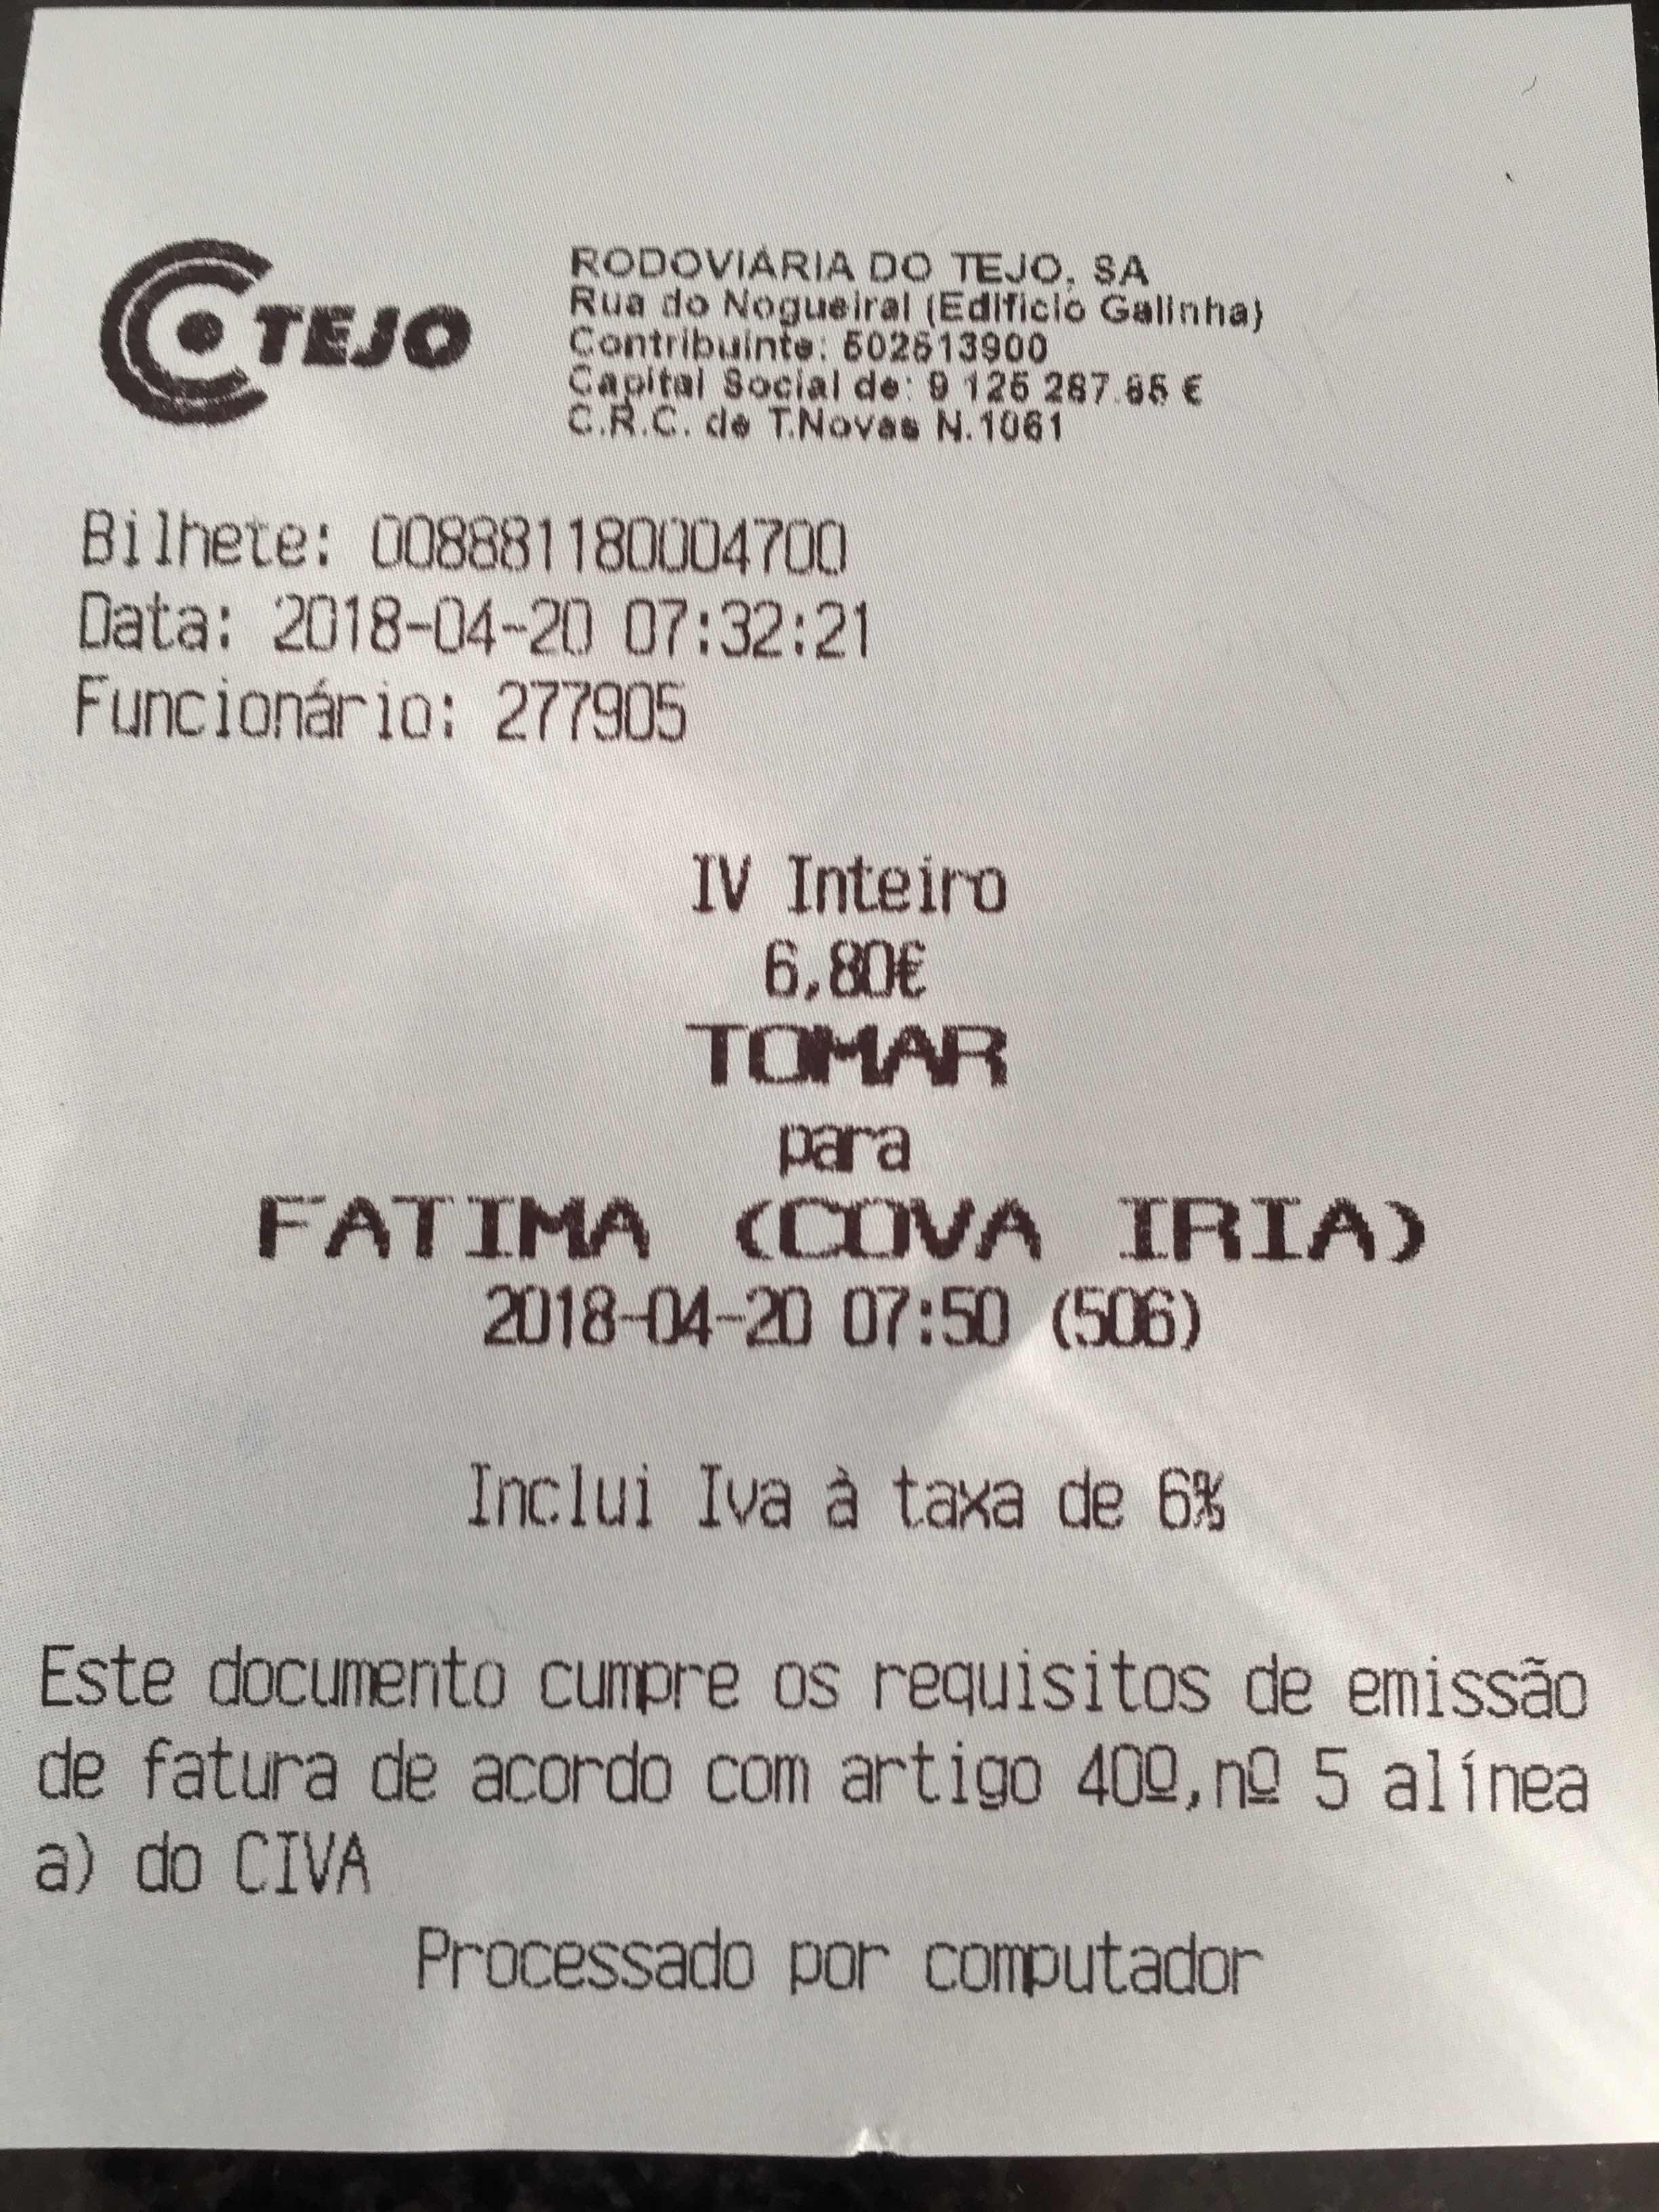 TEJO
RODOVIÁRIA DO TEJO, SA
Rua do Nogueiral (Edificio Galinha)
Contribuinte: 502513900
Capital Social de: 9 125 287.85 €
C.R.C. de T.Novas N.1061
Bilhete: 008881180004700
Data: 2018-04-20 07:32:21
Funcionário: 277905
IV Inteiro
6,80€
TOMAR
para
FATIMA (COVA IRIA)
2018-04-20 07:50 (506)
Inclui Iva à taxa de 6%
Este documento cumpre os requisitos de emissão
de fatura de acordo com artigo 40º,nº 5 alínea
a) do CIVA
Processado por computador